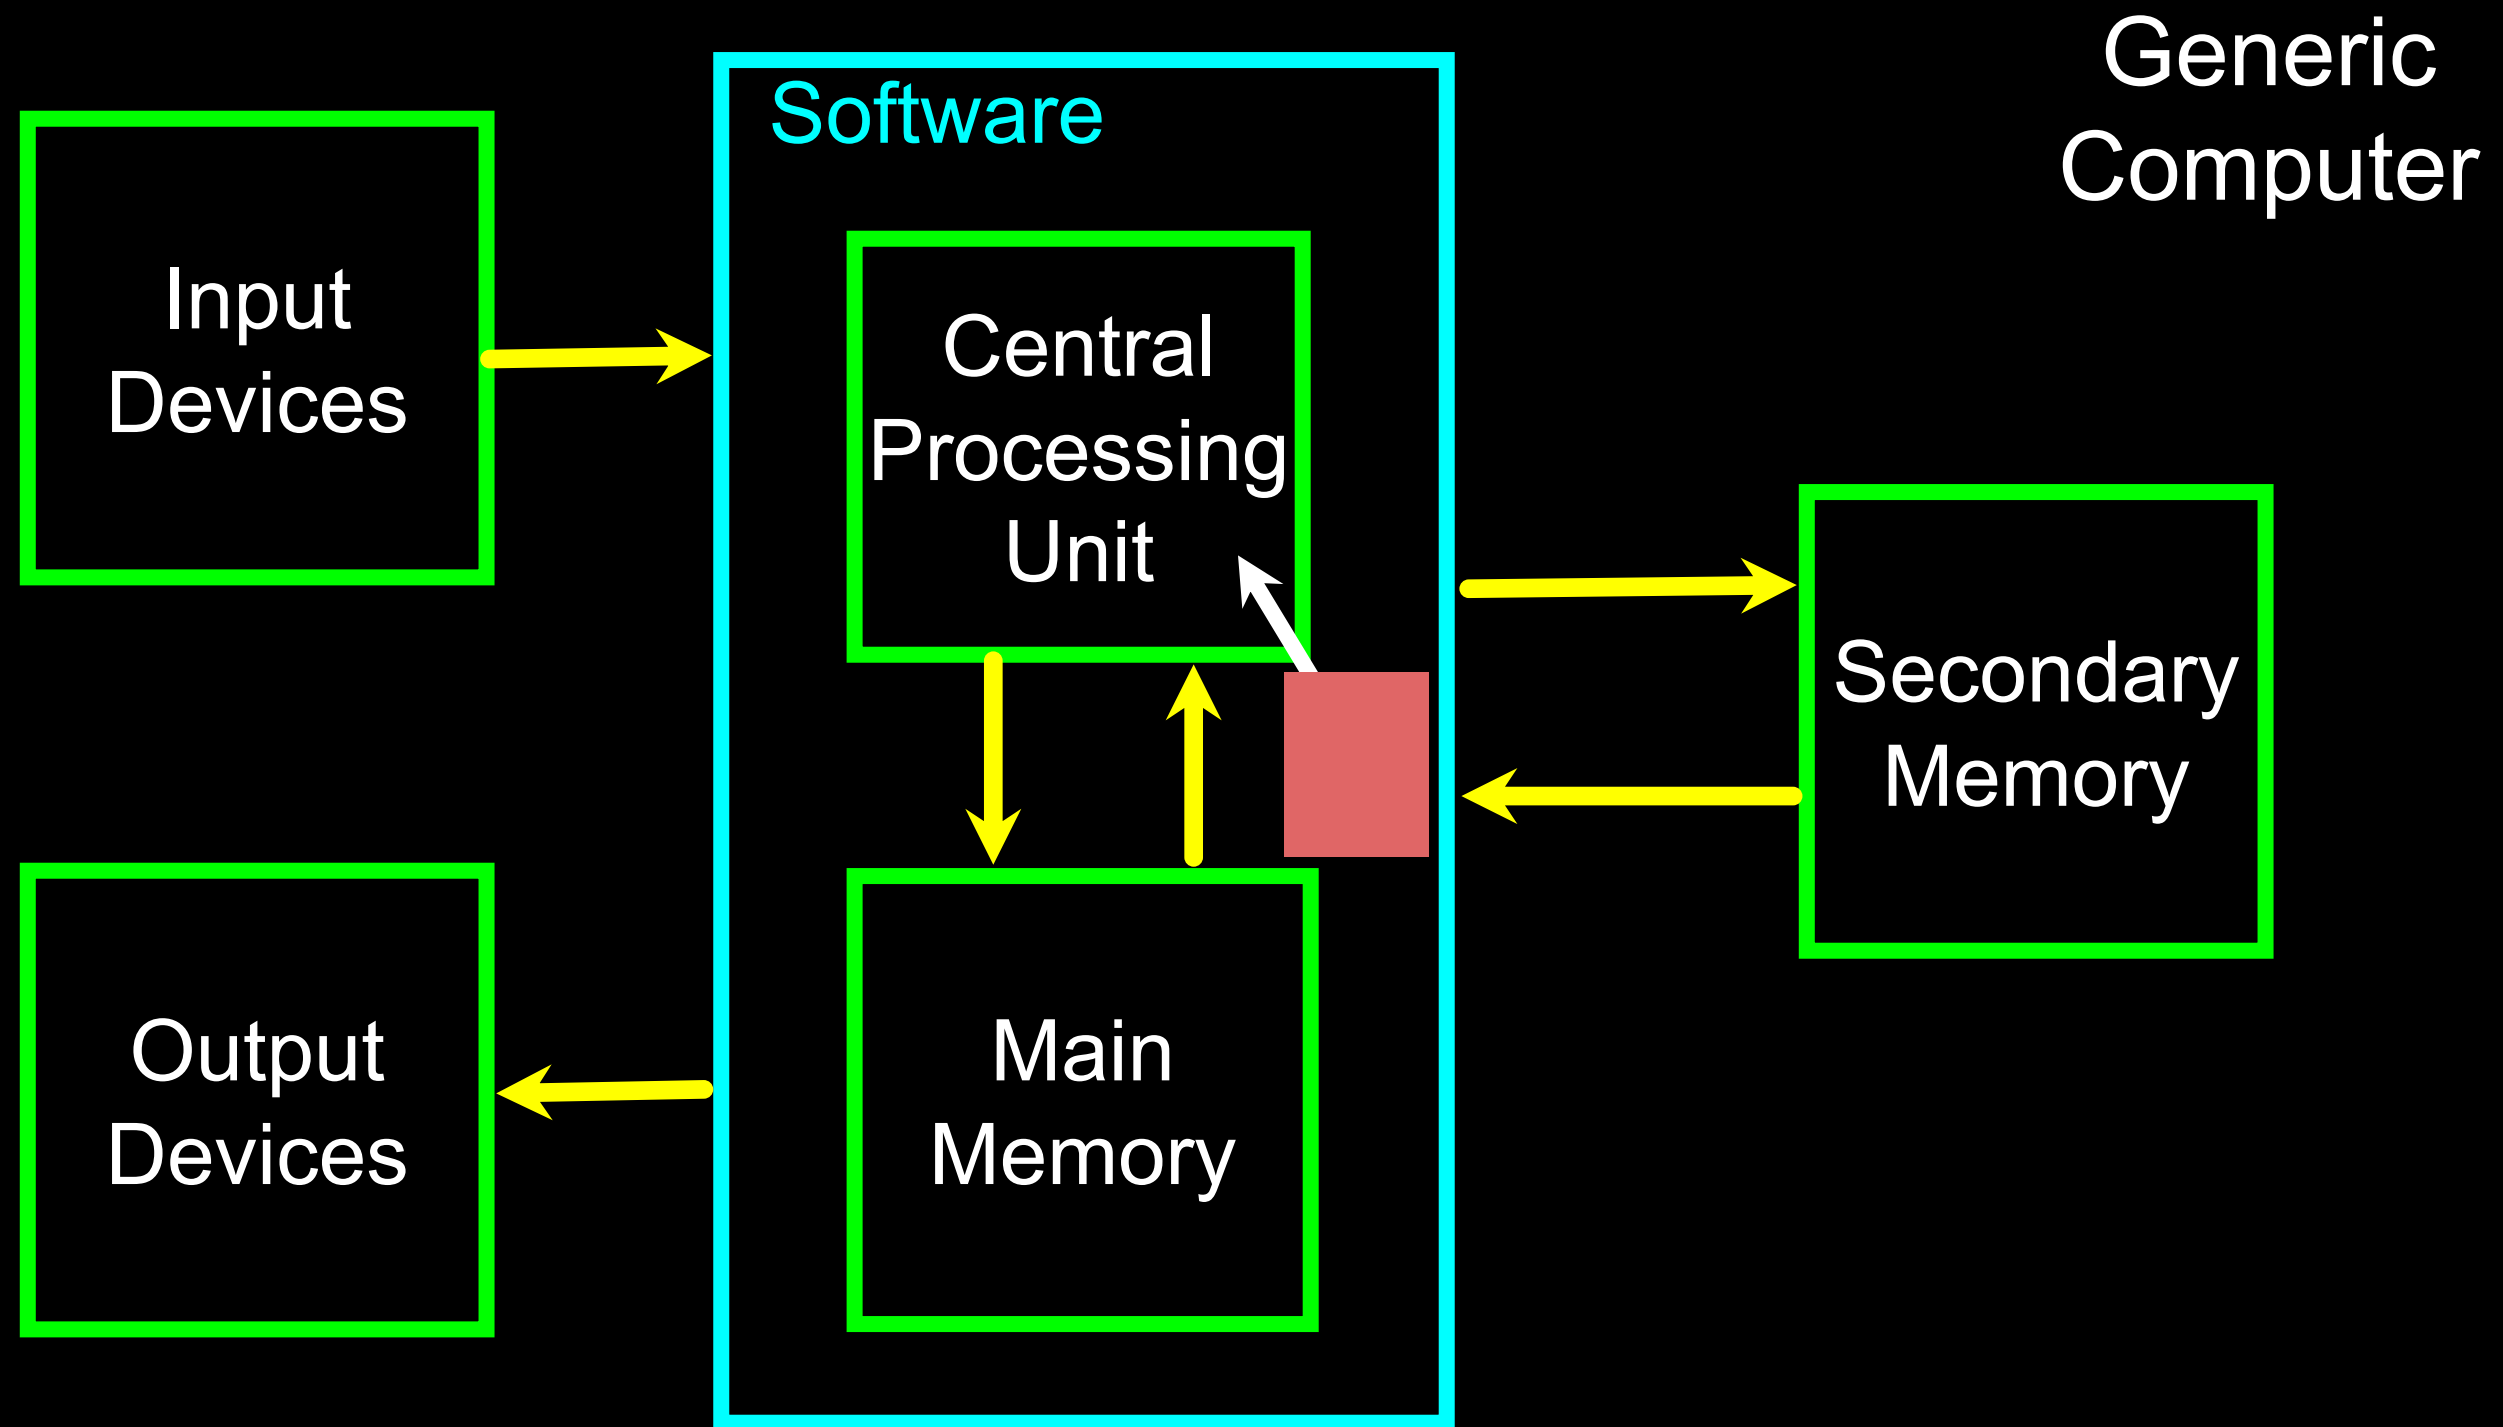 Generic
Computer
Software
Input
Devices
Central
Processing
Unit
Secondary
Memory
Output
Devices
Main
Memory